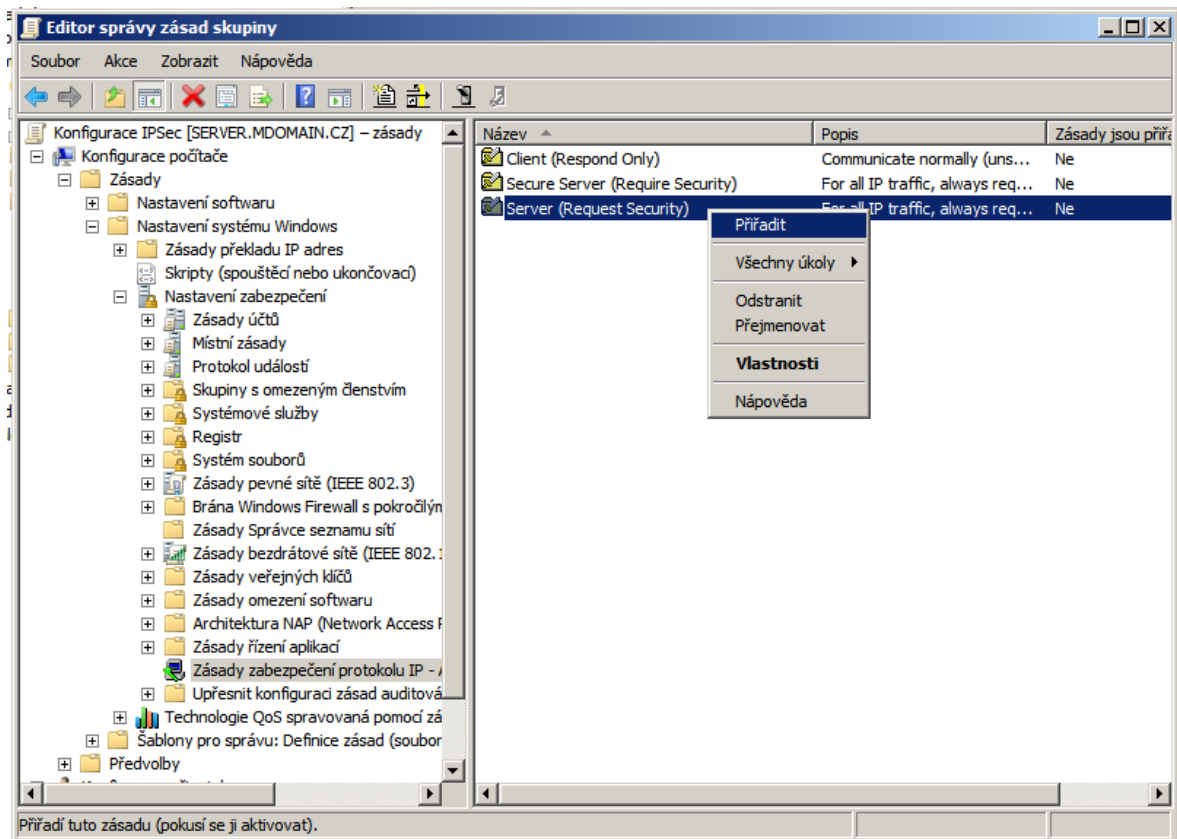 Editor správy zásad skupiny
Soubor Akce Zobrazit Nápověda
Konfigurace IPSec [SERVER.MDOMAIN.CZ] – zásady
Konfigurace počítače
Zásady
Nastavení softwaru
Nastavení systému Windows
Zásady překladu IP adres
Skripty (spouštěcí nebo ukončovací)
Nastavení zabezpečení
Zásady účtů
Místní zásady
Protokol událostí
Skupiny s omezeným členstvím
Systémové služby
Registr
Systém souborů
Zásady pevné sítě (IEEE 802.3)
Brána Windows Firewall s pokročilým
Zásady Správce seznamu sítí
Zásady bezdrátové sítě (IEEE 802.1
Zásady veřejných klíčů
Zásady omezení softwaru
Architektura NAP (Network Access
Zásady řízení aplikací
Zásady zabezpečení protokolu IP -
Upřesnit konfiguraci zásad auditová
Technologie QoS spravovaná pomocí zá
Šablony pro správu: Definice zásad (soubor
Předvolby
Název Popis Zásady jsou přiřa
Client (Respond Only) Communicate normally (uns... Ne
Secure Server (Require Security) For all IP traffic, always req... Ne
Server (Request Security) For all IP traffic, always req... Ne
Přiřadit
Všechny úkoly
Odstranit
Přejmenovat
Vlastnosti
Nápověda
Přiřadí tuto zásadu (pokusí se ji aktivovat).